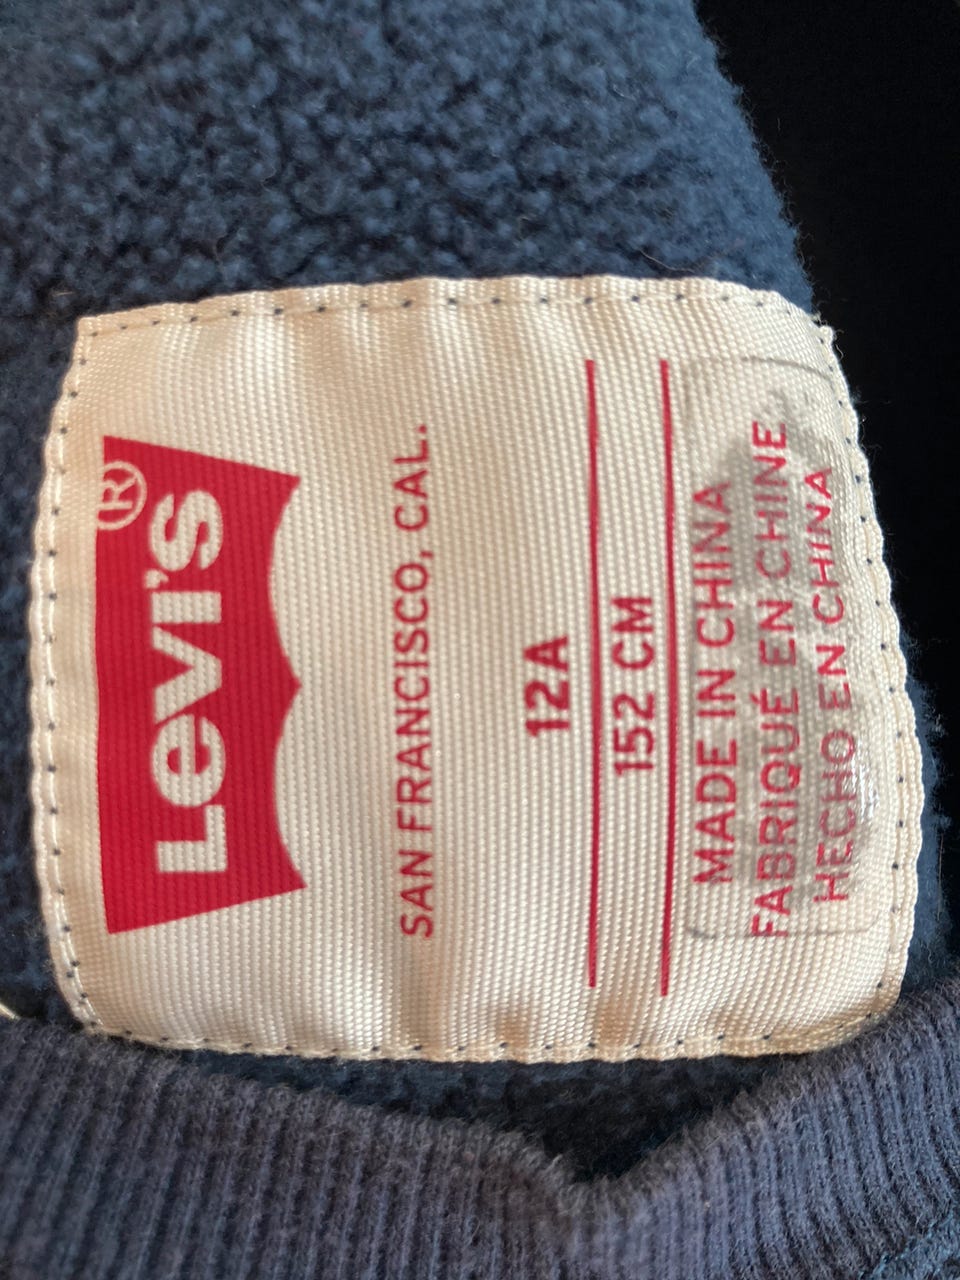 Levi's®
SAN FRANCISCO, CAL.
12A
152 CM
MADE IN CHINA
FABRIQUÉ EN CHINE
HECHO EN CHINA